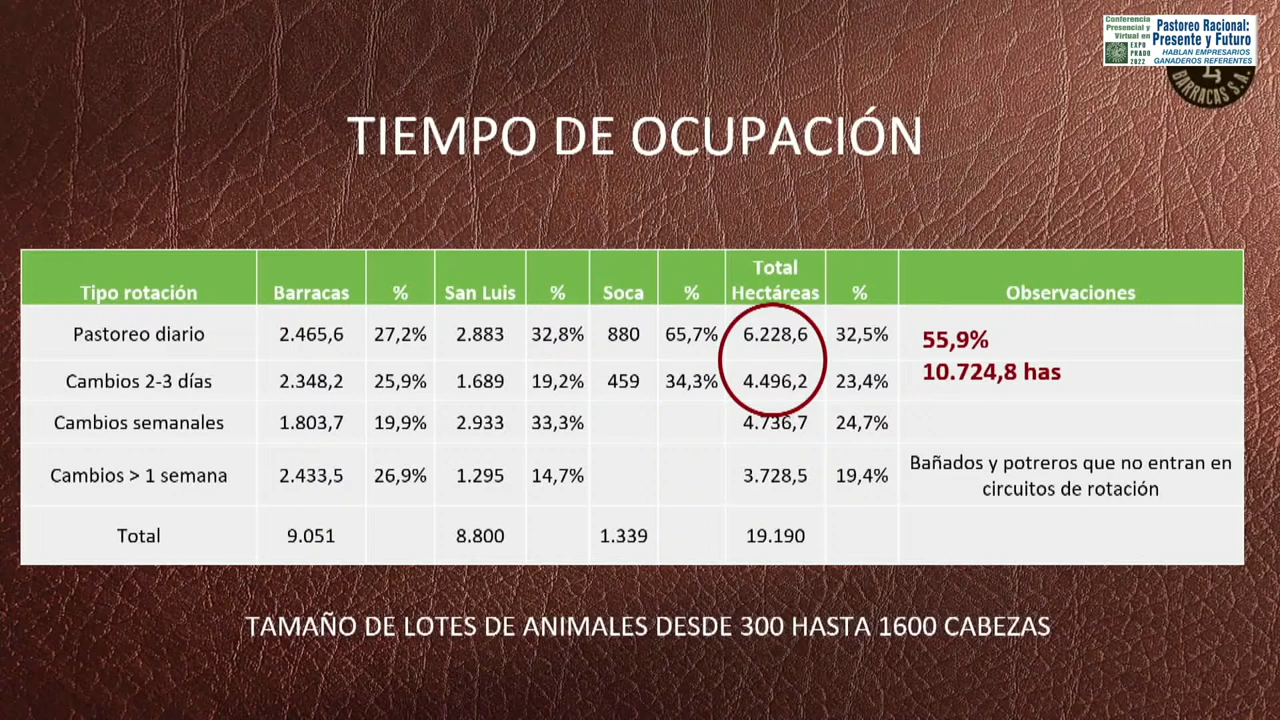 Conferencia
Presencial y
Virtual en
EXPO
PRADO
2022
Pastoreo Racional:
Presente y Futuro
HABLAN EMPRESARIOS
GANADEROS REFERENTES
BARRACAS S.A.
TIEMPO DE OCUPACIÓN
Tipo rotación Barracas % San Luis % Soca % Total Hectáreas % Observaciones
Pastoreo diario 2.465,6 27,2% 2.883 32,8% 880 65,7% 6.228,6 32,5% 55,9%
10.724,8 has
Cambios 2-3 días 2.348,2 25,9% 1.689 19,2% 459 34,3% 4.496,2 23,4%
Cambios semanales 1.803,7 19,9% 2.933 33,3% 4.736,7 24,7%
Cambios > 1 semana 2.433,5 26,9% 1.295 14,7% 3.728,5 19,4% Bañados y potreros que no entran en
circuitos de rotación
Total 9.051 8.800 1.339 19.190
TAMAÑO DE LOTES DE ANIMALES DESDE 300 HASTA 1600 CABEZAS